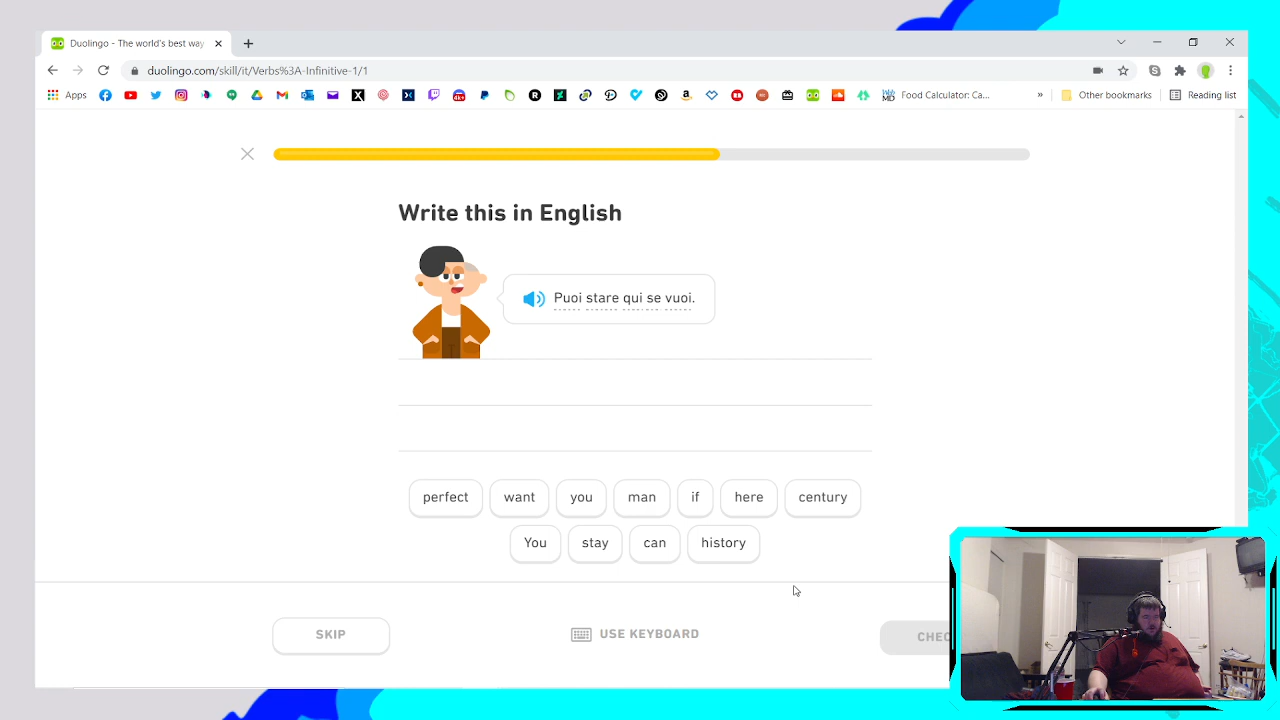 Duolingo - The world's best way
duolingo.com/skill/it/Verbs%3A-Infinitive-1/1
Apps
Food Calculator: Ca...
»
Other bookmarks
Reading list
Write this in English
Puoi stare qui se vuoi.
perfect want you man if here century
You stay can history
SKIP
USE KEYBOARD
CHEC